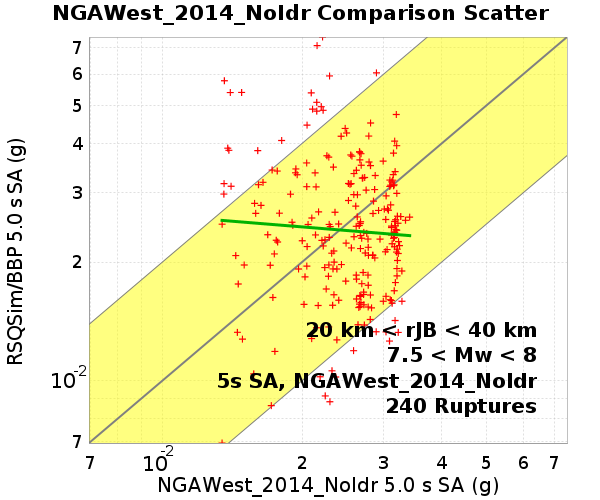 NGAWest_2014_NoIdr Comparison Scatter
RSQSim/BBP 5.0 s SA (g)
7
6
5
4
3
2
10-2
7
20 km < rJB < 40 km
7.5 < Mw < 8
5s SA, NGAWest_2014_NoIdr
240 Ruptures
7 10-2 2 3 4 5 6 7
NGAWest_2014_NoIdr 5.0 s SA (g)